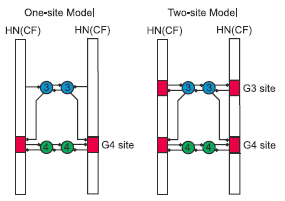 One-site Model
Two-site Model
HN(CF)
HN(CF)
HN(CF)
HN(CF)
3 3
3 3
G3 site
4 4
G4 site
4 4
G4 site